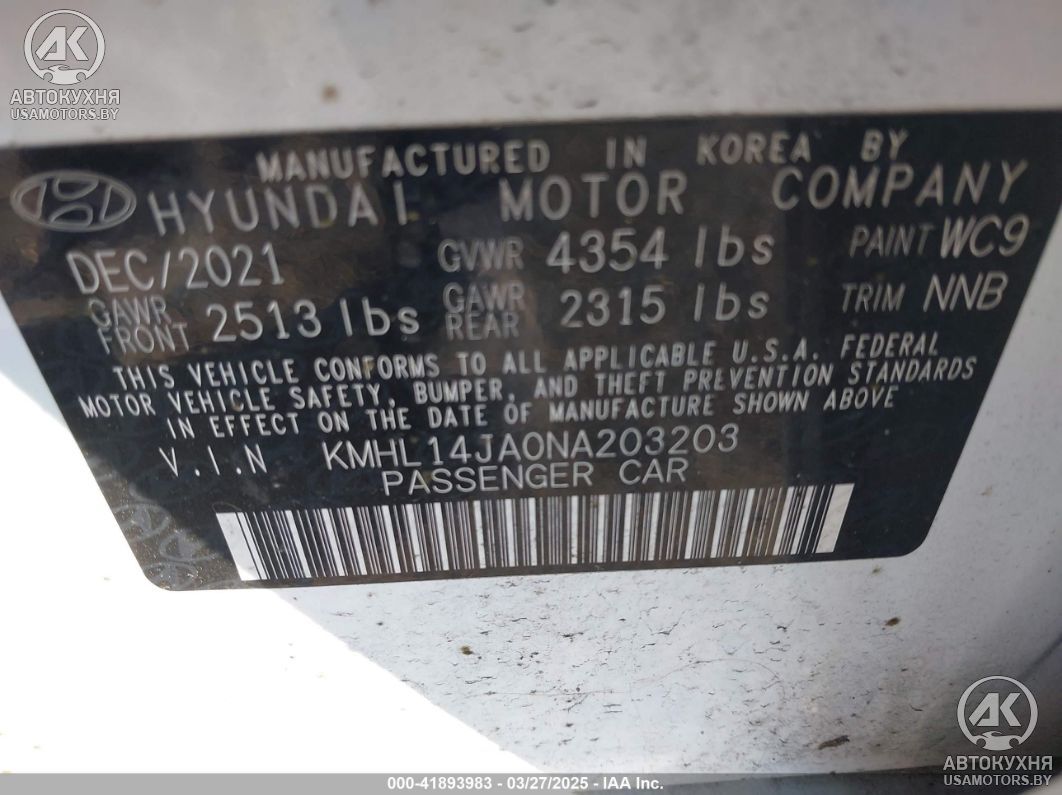 AK
АВТОКУХНЯ
USAMOTORS.BY
MANUFACTURED IN KOREA BY
HYUNDAI MOTOR COMPANY
DEC/2021 GVWR 4354 lbs PAINT WC9
GAWR FRONT 2513 lbs GAWR REAR 2315 lbs TRIM NNB
THIS VEHICLE CONFORMS TO ALL APPLICABLE U.S.A. FEDERAL
MOTOR VEHICLE SAFETY, BUMPER, AND THEFT PREVENTION STANDARDS
IN EFFECT ON THE DATE OF MANUFACTURE SHOWN ABOVE
V.I.N KMHL14JA0NA203203
PASSENGER CAR
AK
АВТОКУХНЯ
USAMOTORS.BY
000-41893983 - 03/27/2025 - IAA Inc.